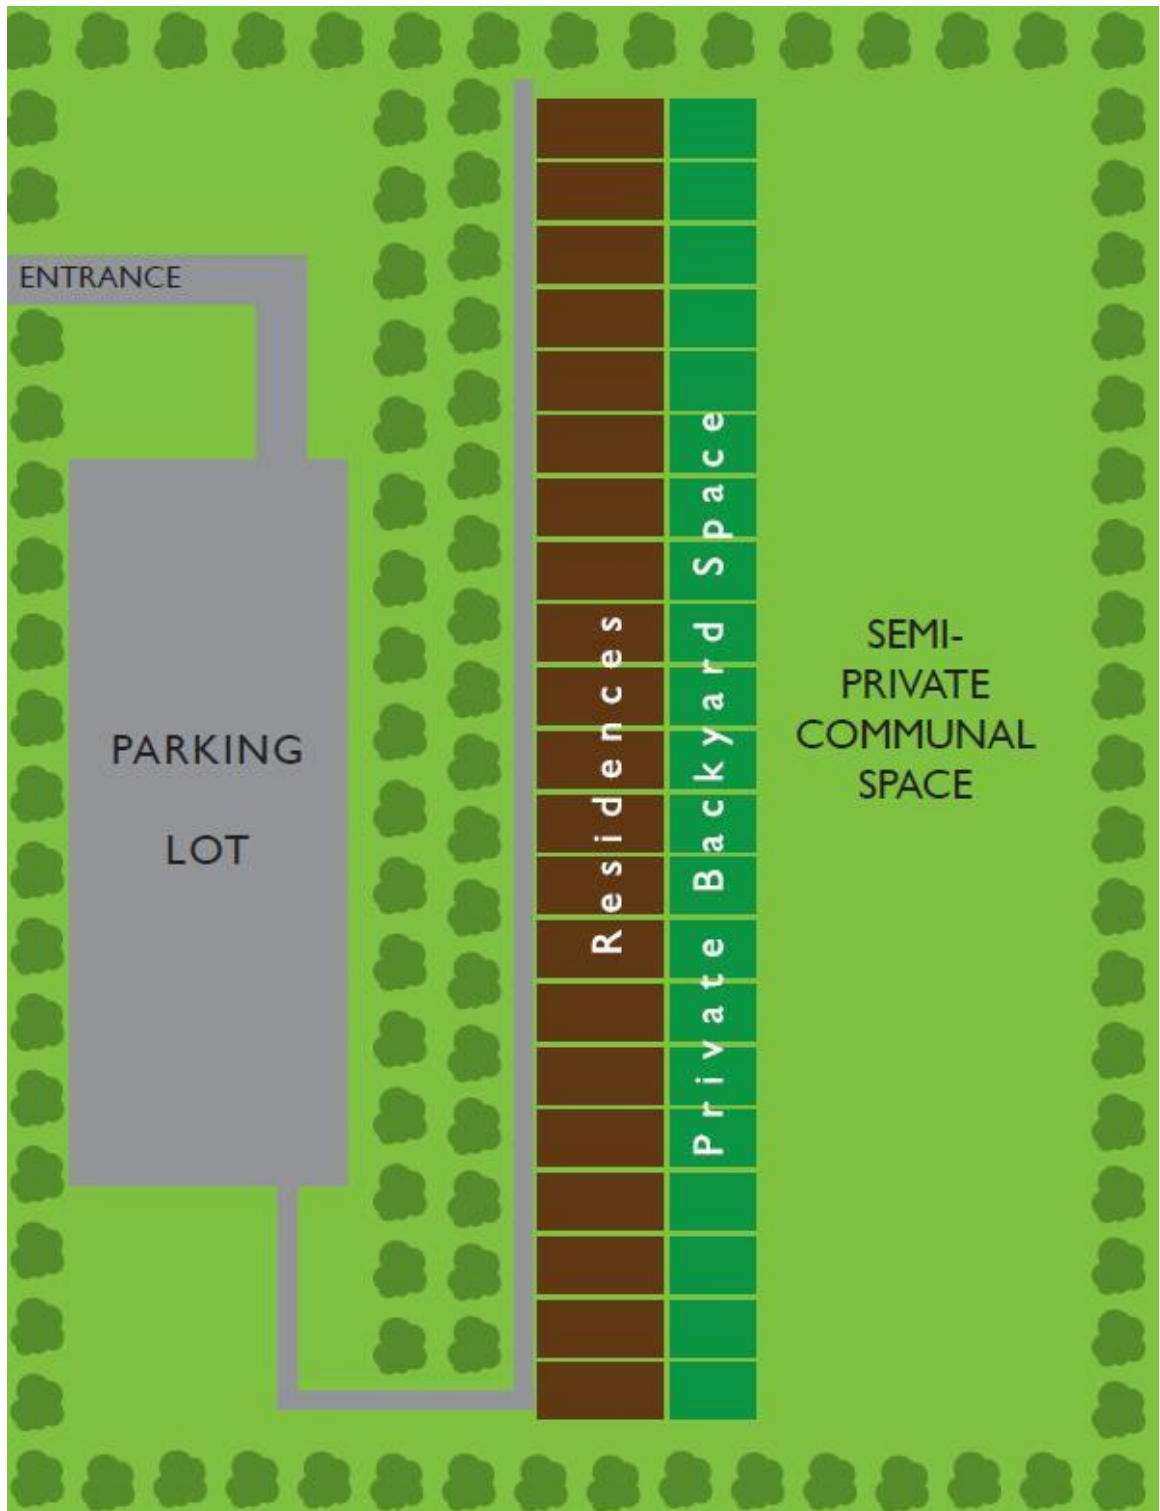 ENTRANCE
PARKING
LOT
Residences
Private Backyard Space
SEMI-
PRIVATE
COMMUNAL
SPACE